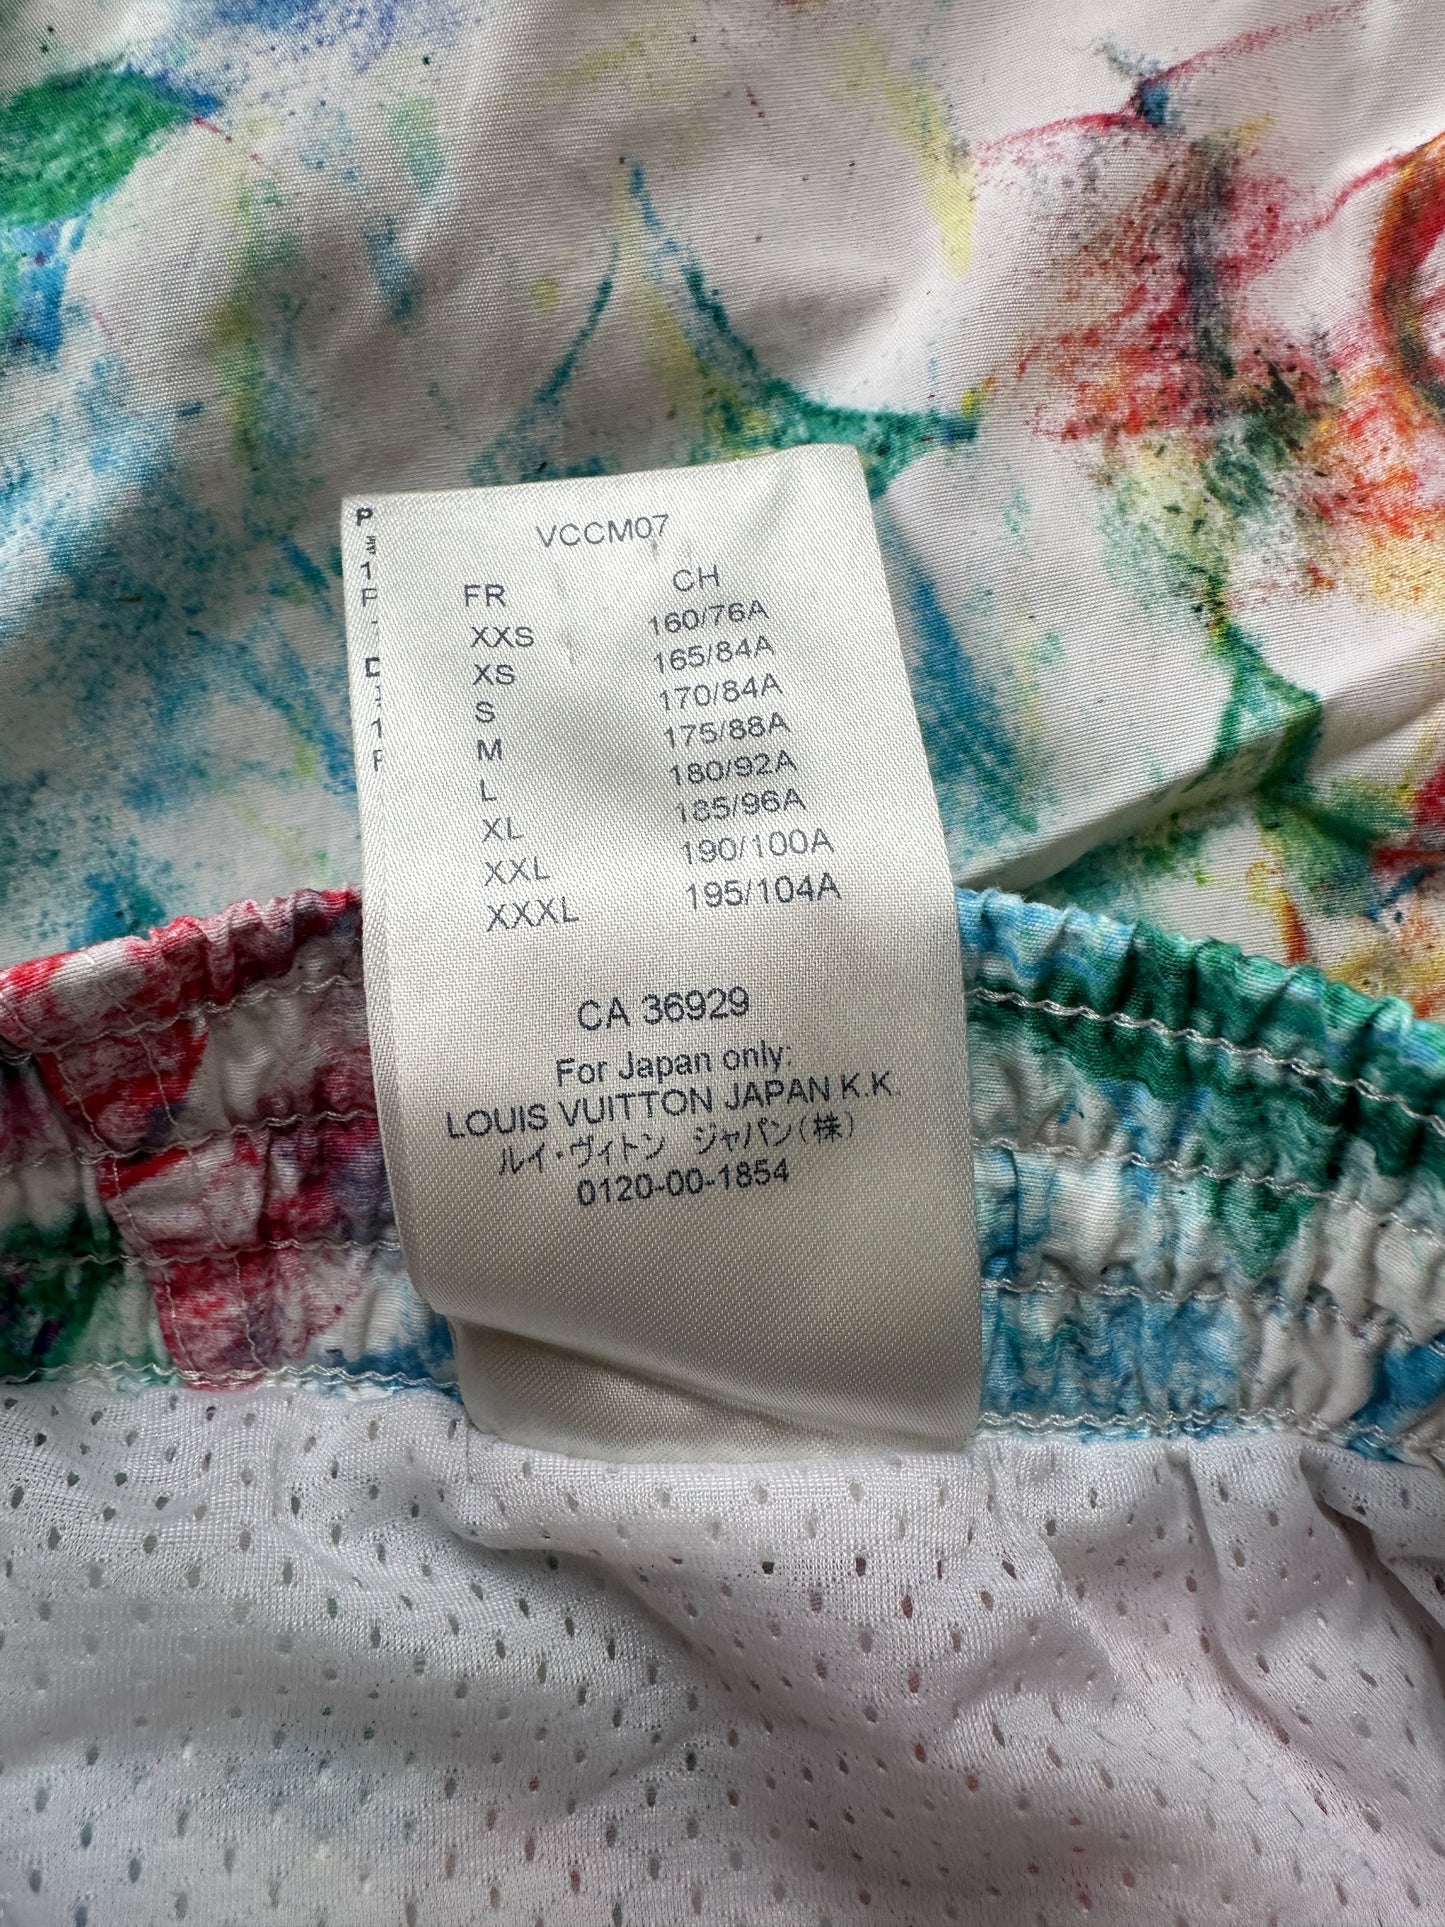 VCCM07
FR CH
XXS 160/76A
XS 165/84A
S 170/84A
M 175/88A
L 180/92A
XL 185/96A
XXL 190/100A
XXXL 195/104A
CA 36929
For Japan only:
LOUIS VUITTON JAPAN K.K.
ルイ・ヴィトン ジャパン(株)
0120-00-1854